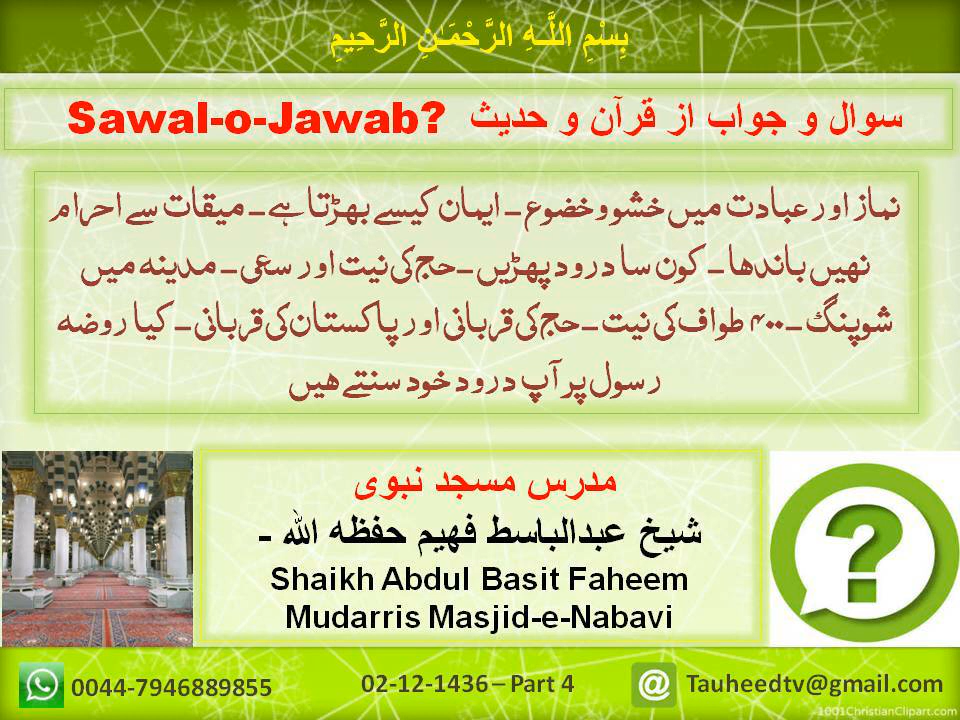 بِسْمِ اللَّـهِ الرَّحْمَـٰنِ الرَّحِيمِ
سوال و جواب از قرآن و حدیث Sawal-o-Jawab?
نماز اور عبادت میں خشو و خضوع ۔ ایمان کیسے بھڑتا ہے ۔ میقات سے احرام
نھیں باندھا ۔ کون سا درود پھڑیں ۔ حج کی نیت اور سعی ۔ مدینہ میں
شوپنگ ۔ ۴۰۰ طواف کی نیت ۔ حج کی قربانی اور پاکستان کی قربانی ۔ کیا روضہ
رسول پر آپ درود خود سنتے ھیں
مدرس مسجد نبوی
شیخ عبدالباسط فھیم حفظہ اللہ -
Shaikh Abdul Basit Faheem
Mudarris Masjid-e-Nabavi
0044-7946889855
02-12-1436 – Part 4
@ Tauheedtv@gmail.com
1001ChristianClipart.com